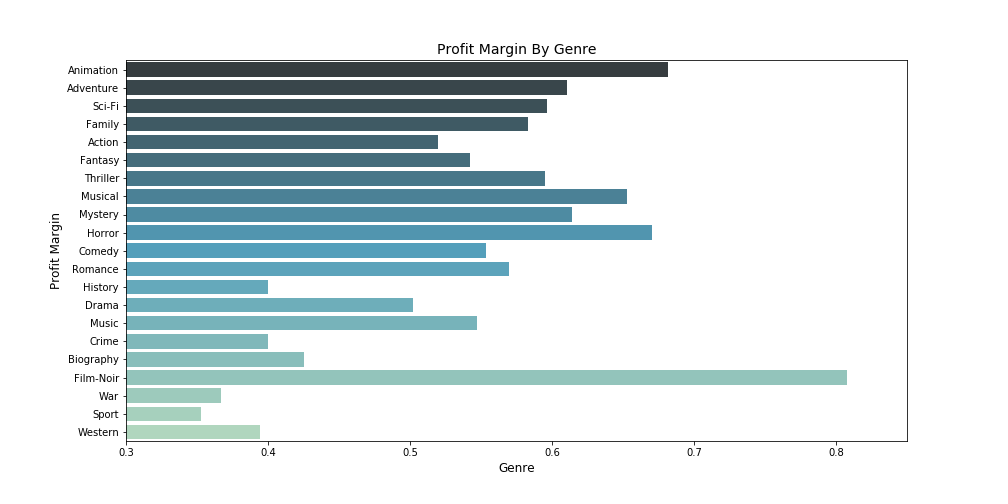 Profit Margin By Genre
Profit Margin
Animation
Adventure
Sci-Fi
Family
Action
Fantasy
Thriller
Musical
Mystery
Horror
Comedy
Romance
History
Drama
Music
Crime
Biography
Film-Noir
War
Sport
Western
0.3 0.4 0.5 0.6 0.7 0.8
Genre